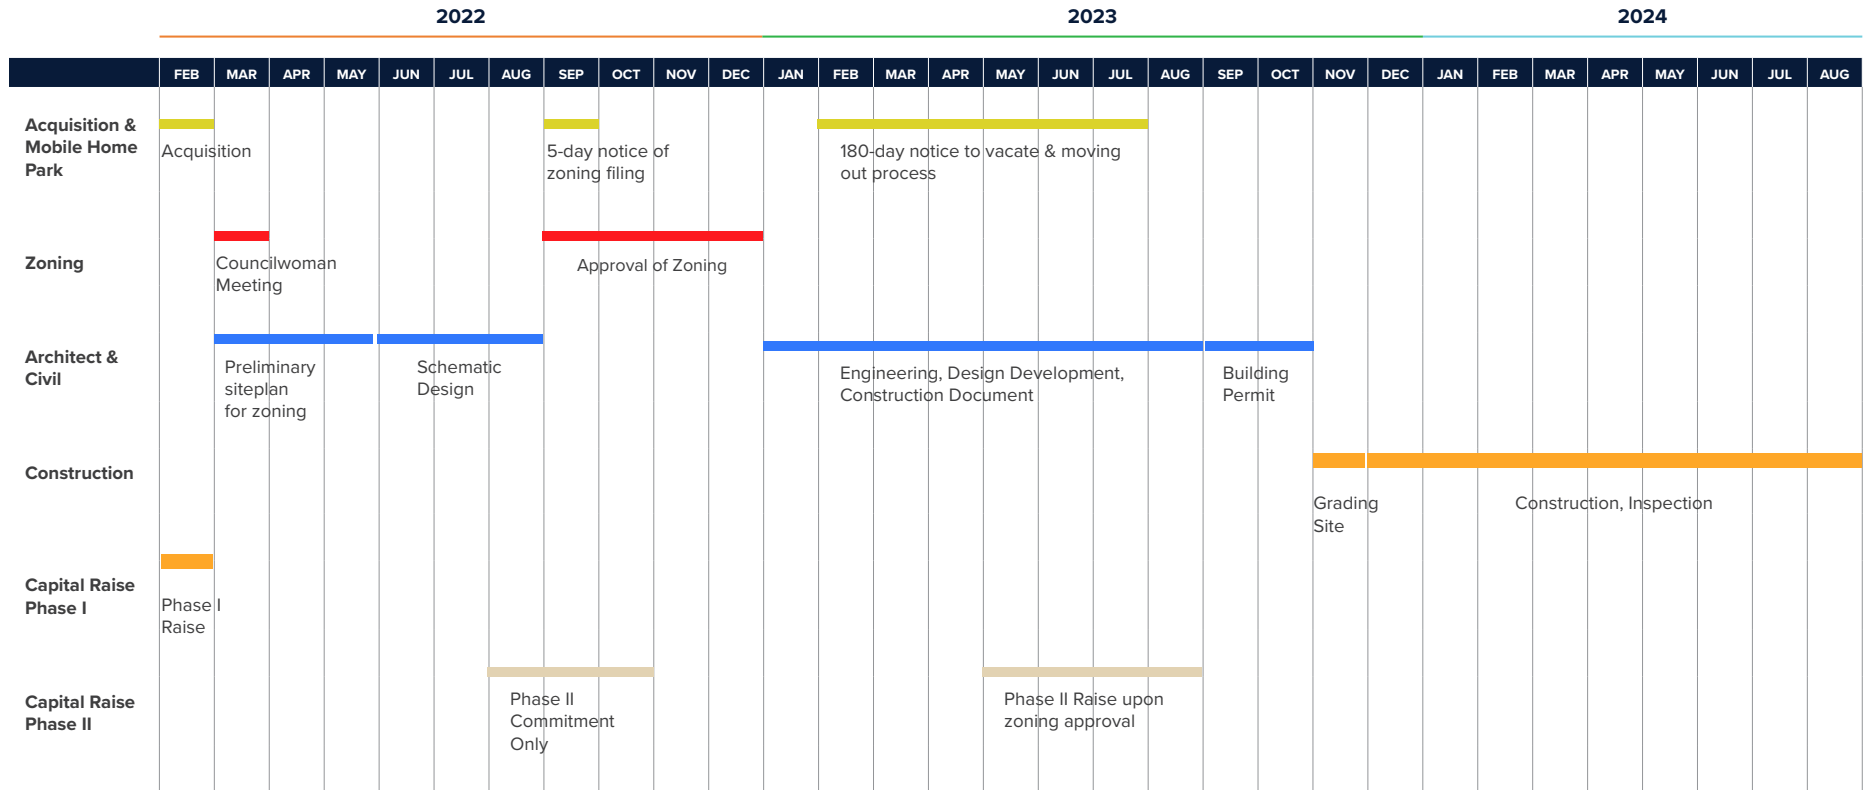 2022 2023 2024
FEB MAR APR MAY JUN JUL AUG SEP OCT NOV DEC JAN FEB MAR APR MAY JUN JUL AUG SEP OCT NOV DEC JAN FEB MAR APR MAY JUN JUL AUG
Acquisition &
Mobile Home
Park
Acquisition
5-day notice of
zoning filing
180-day notice to vacate & moving
out process
Zoning
Councilwoman
Meeting
Approval of Zoning
Architect &
Civil
Preliminary
siteplan
for zoning
Schematic
Design
Engineering, Design Development,
Construction Document
Building
Permit
Construction
Grading
Site
Construction, Inspection
Capital Raise
Phase I
Phase I
Raise
Capital Raise
Phase II
Phase II
Commitment
Only
Phase II Raise upon
zoning approval